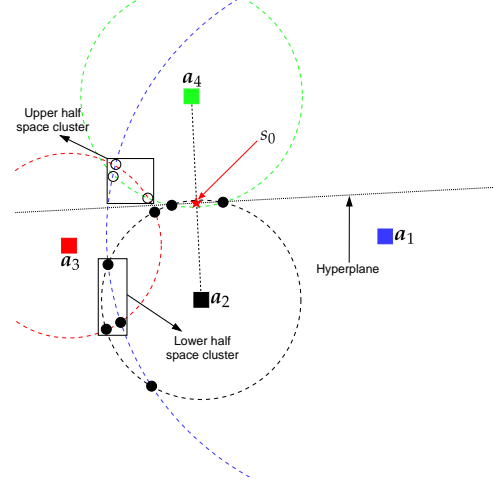 a4
Upper half
space cluster
s0
a1
a3
Hyperplane
a2
Lower half
space cluster